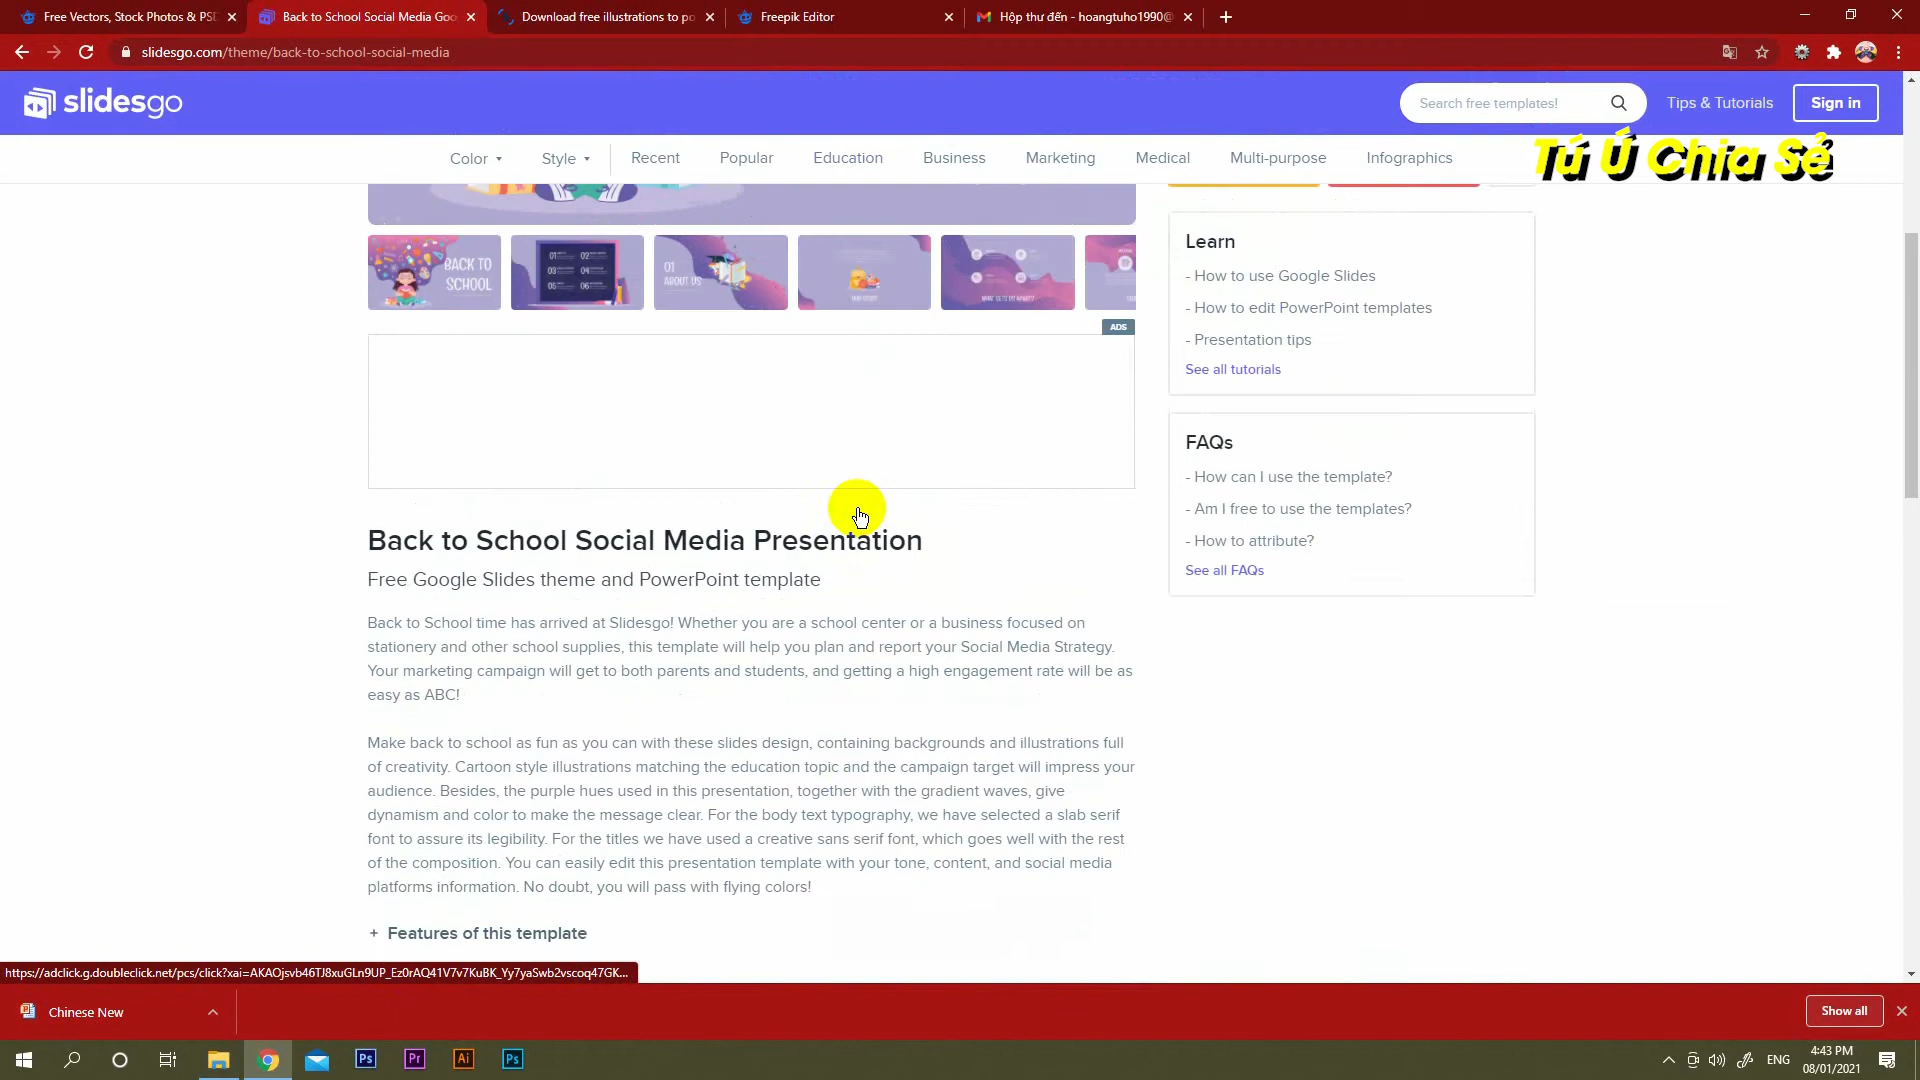 Free Vectors, Stock Photos & PSD
Back to School Social Media Goo
Download free illustrations to po
Freepik Editor
Hộp thư đến - hoangtuho1990@
slidesgo.com/theme/back-to-school-social-media
slidesgo
Search free templates!
Tips & Tutorials
Sign in
Tú Ú Chia Sẻ
Color
Style
Recent
Popular
Education
Business
Marketing
Medical
Multi-purpose
Infographics
BACK TO
SCHOOL
01
02
03
04
05
06
01
ABOUT US
ADS
Learn
- How to use Google Slides
- How to edit PowerPoint templates
- Presentation tips
See all tutorials
FAQs
- How can I use the template?
- Am I free to use the templates?
- How to attribute?
See all FAQs
Back to School Social Media Presentation
Free Google Slides theme and PowerPoint template
Back to School time has arrived at Slidesgo! Whether you are a school center or a business focused on
stationery and other school supplies, this template will help you plan and report your Social Media Strategy.
Your marketing campaign will get to both parents and students, and getting a high engagement rate will be as
easy as ABC!
Make back to school as fun as you can with these slides design, containing backgrounds and illustrations full
of creativity. Cartoon style illustrations matching the education topic and the campaign target will impress your
audience. Besides, the purple hues used in this presentation, together with the gradient waves, give
dynamism and color to make the message clear. For the body text typography, we have selected a slab serif
font to assure its legibility. For the titles we have used a creative sans serif font, which goes well with the rest
of the composition. You can easily edit this presentation template with your tone, content, and social media
platforms information. No doubt, you will pass with flying colors!
+ Features of this template
https://adclick.g.doubleclick.net/pcs/click?xai=AKAOjsvb46TJ8xuGLn9UP_Ez0rAQ41V7v7KuBK_Yy7yaSwb2vscoq47GK...
Chinese New
Show all
Ps
Pr
Ai
Ps
ENG
4:43 PM
08/01/2021